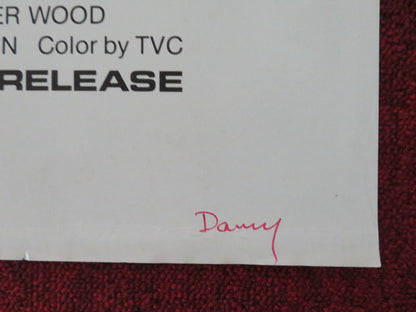 ER WOOD
N Color by TVC
RELEASE
Danny